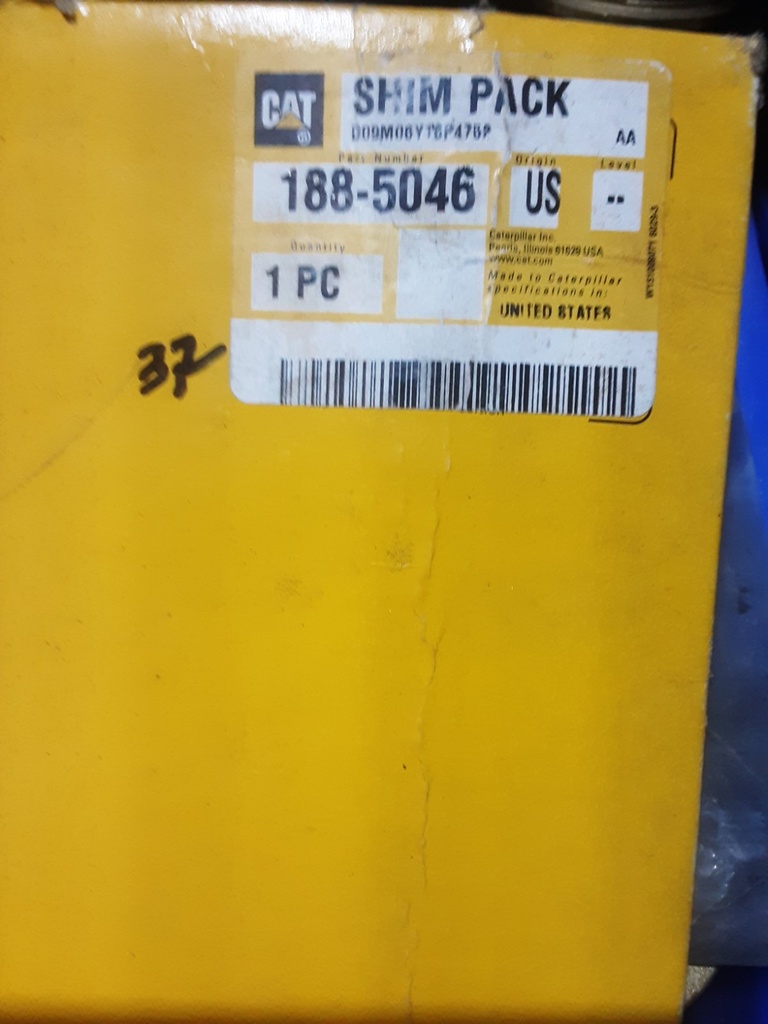 CAT
®
SHIM PACK
AA
Part Number
Origin
Level
188-5046
US
--
Quantity
1 PC
Caterpillar Inc.
Peoria, Illinois 61629 USA
www.cat.com
Made to Caterpillar
specifications in:
UNITED STATES
37